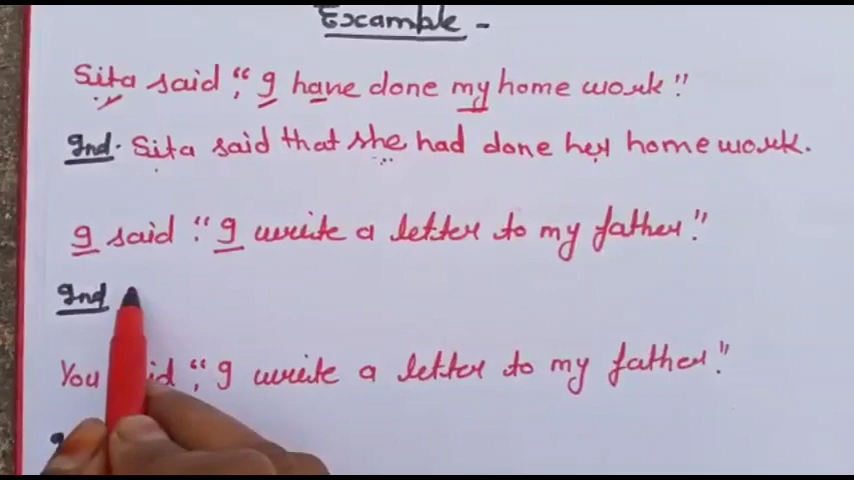 Example -
Sita said, "I have done my home work"
Ind. Sita said that she had done her home work.
I said "I write a letter to my father."
Ind
You said, "I write a letter to my father."